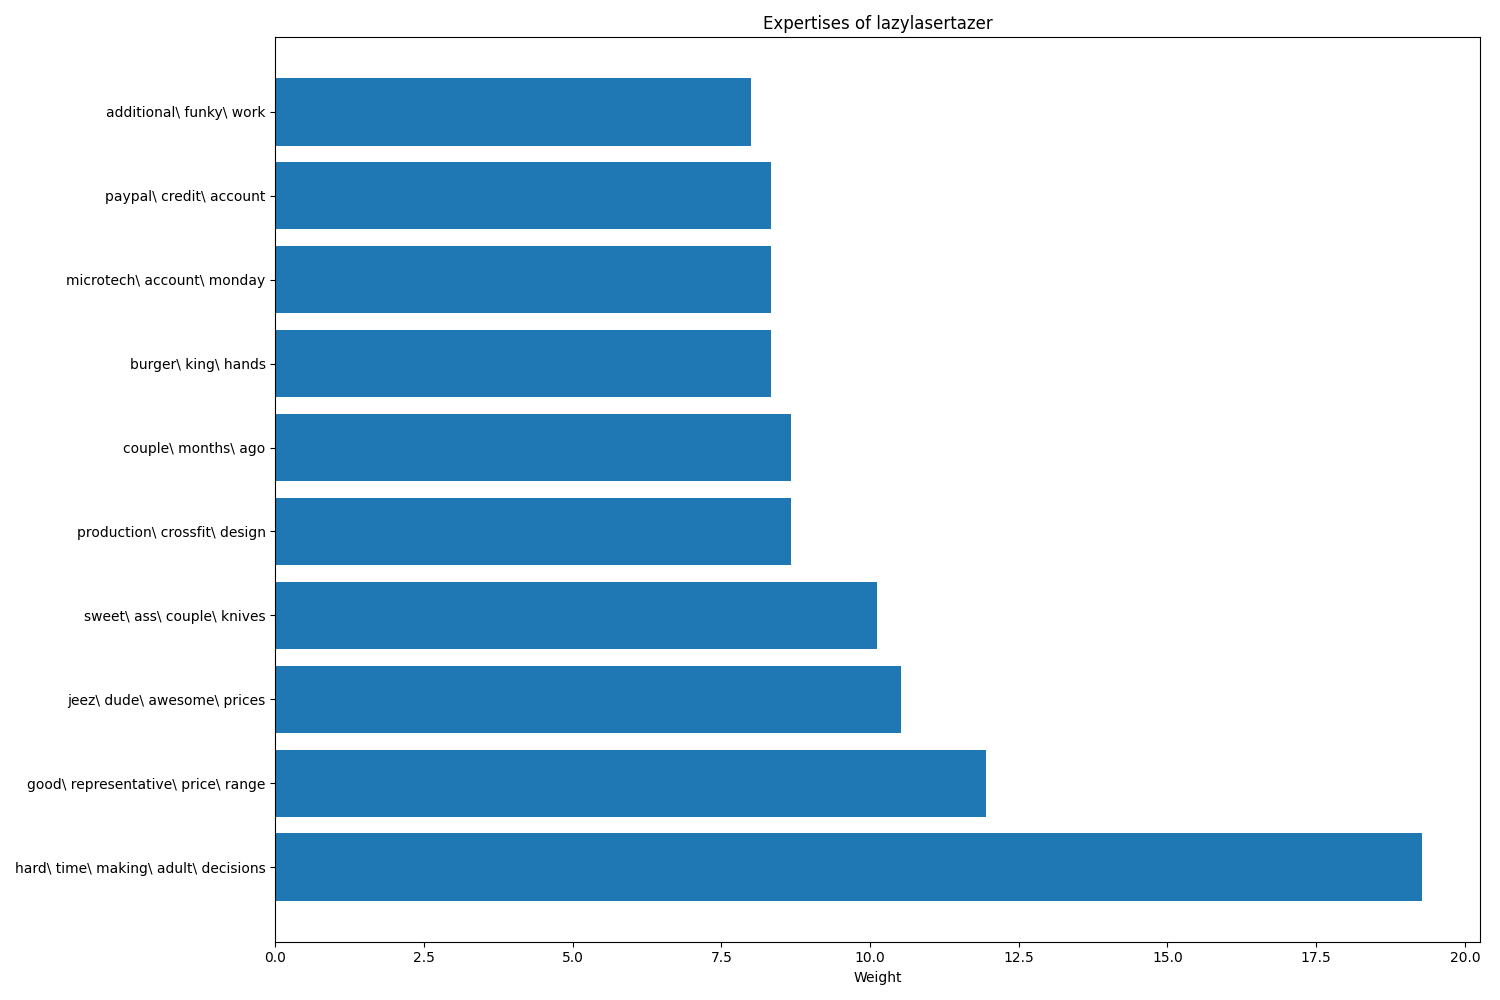 Expertises of lazylasertazer
additional\ funky\ work
paypal\ credit\ account
microtech\ account\ monday
burger\ king\ hands
couple\ months\ ago
production\ crossfit\ design
sweet\ ass\ couple\ knives
jeez\ dude\ awesome\ prices
good\ representative\ price\ range
hard\ time\ making\ adult\ decisions
0.0 2.5 5.0 7.5 10.0 12.5 15.0 17.5 20.0
Weight